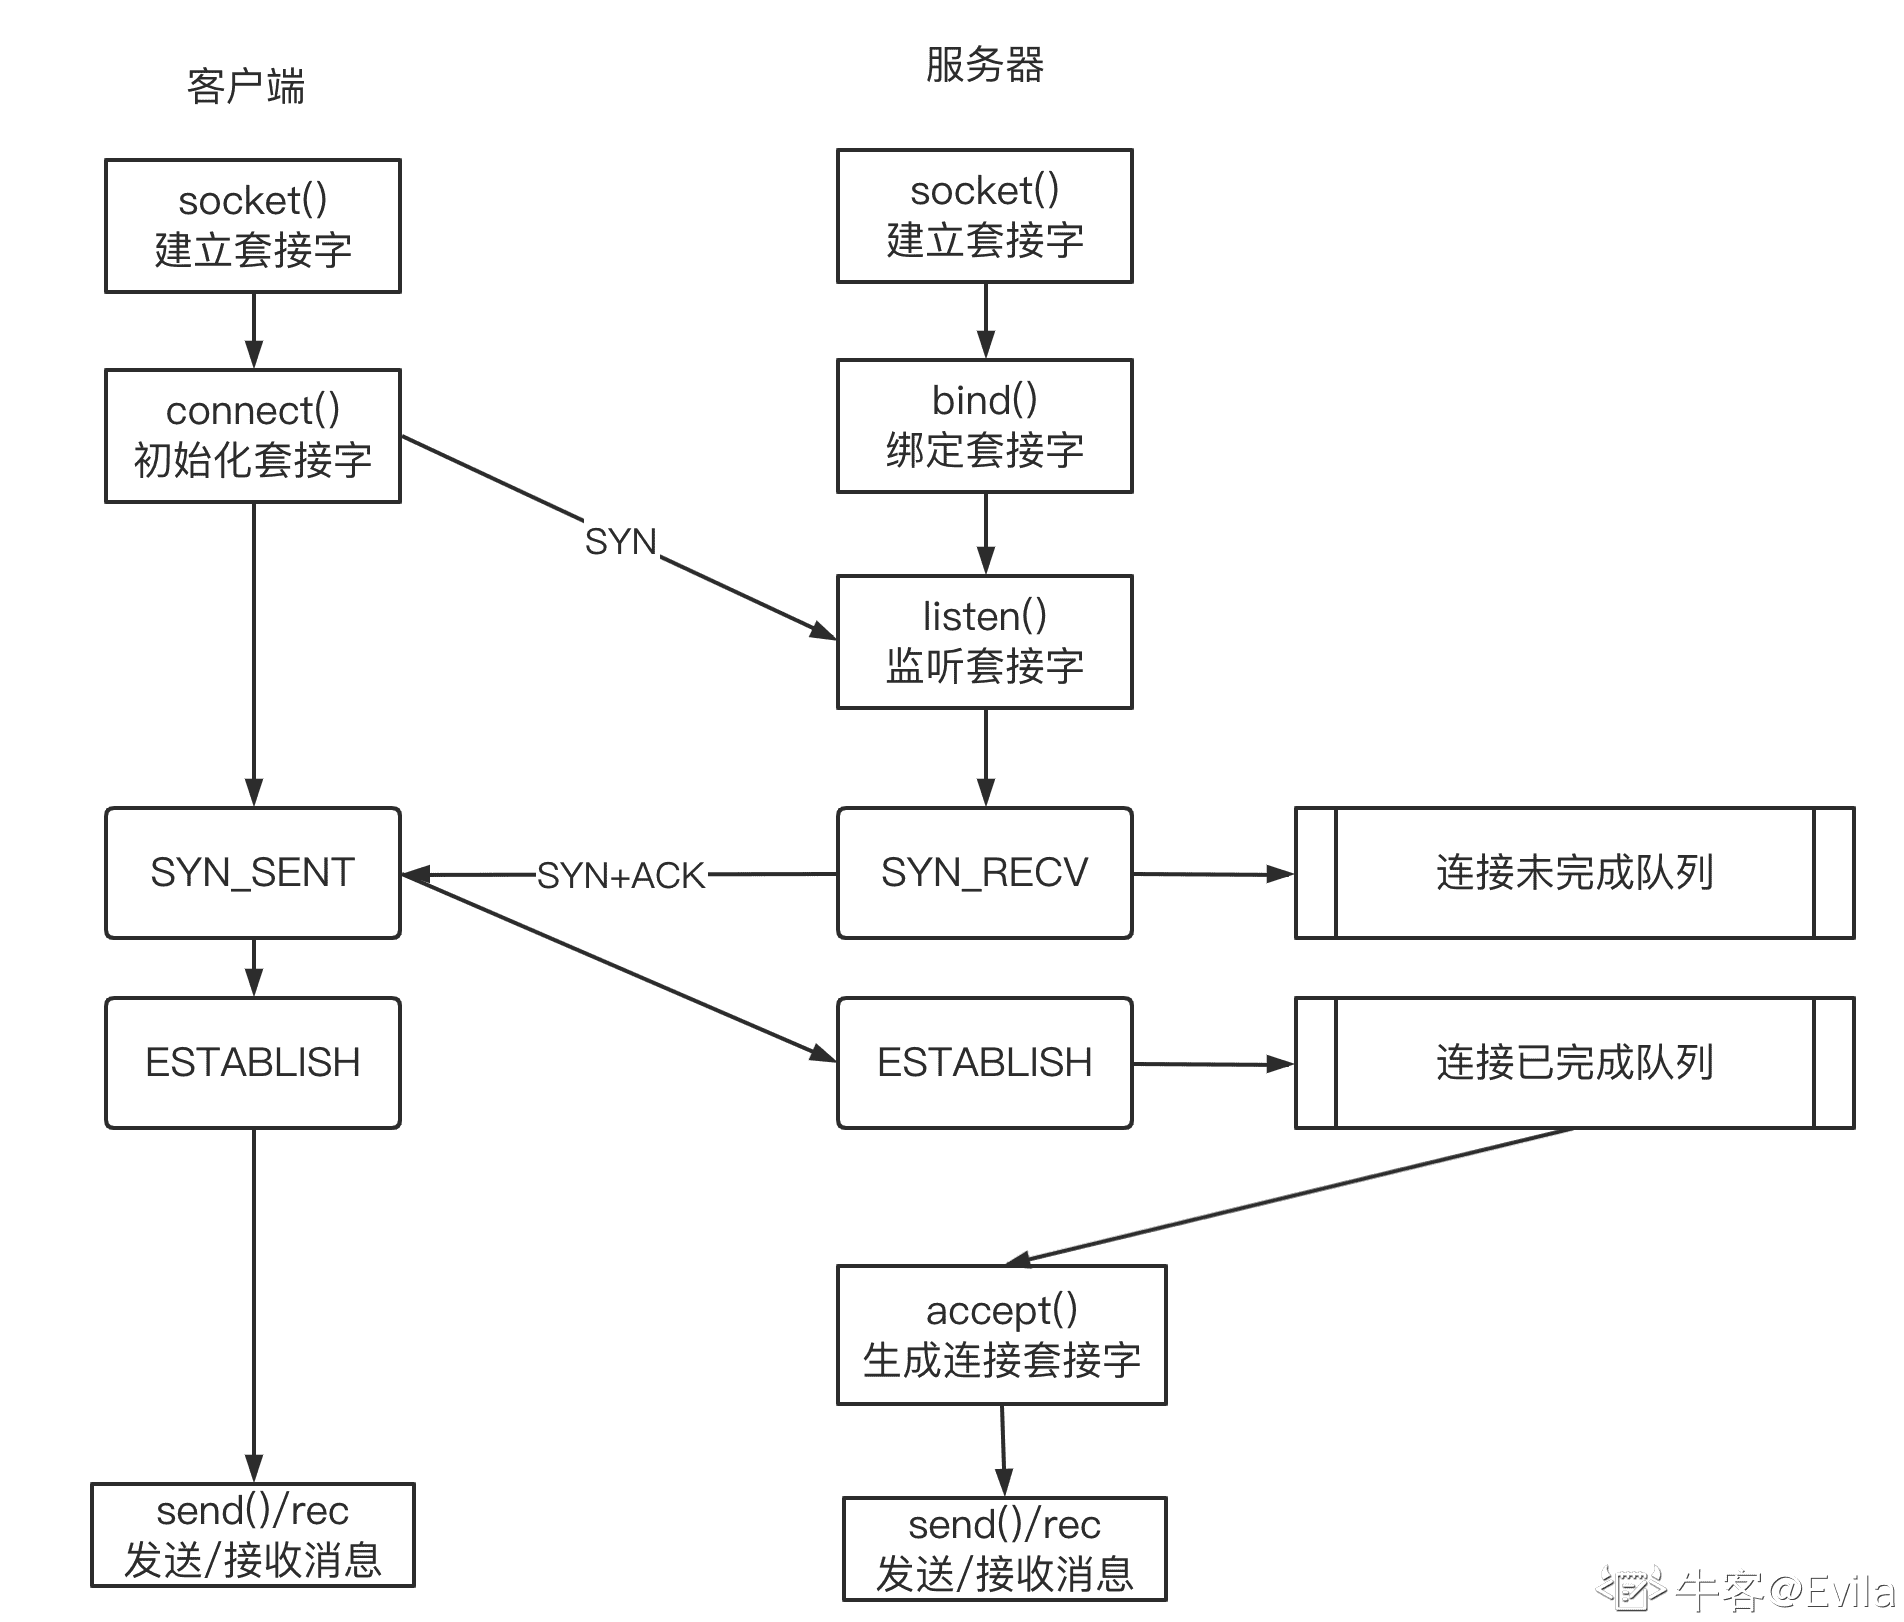 客户端
服务器
socket()
建立套接字
socket()
建立套接字
connect()
初始化套接字
bind()
绑定套接字
SYN
listen()
监听套接字
SYN_SENT
SYN+ACK
SYN_RECV
连接未完成队列
ESTABLISH
ESTABLISH
连接已完成队列
accept()
生成连接套接字
send()/rec
发送/接收消息
send()/rec
发送/接收消息
牛客@Evila